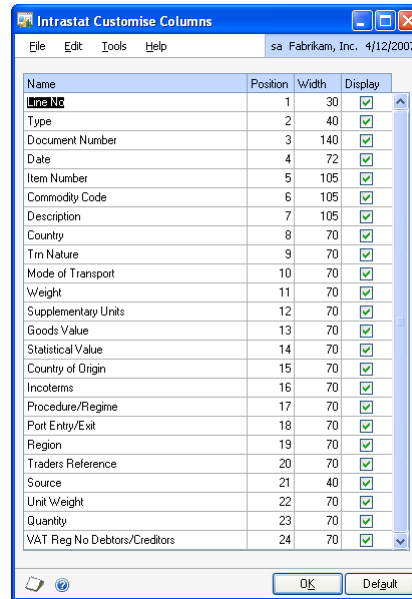 Intrastat Customise Columns
File Edit Tools Help sa Fabrikam, Inc. 4/12/2007
Name Position Width Display
Line No 1 30
Type 2 40
Document Number 3 140
Date 4 72
Item Number 5 105
Commodity Code 6 105
Description 7 105
Country 8 70
Trn Nature 9 70
Mode of Transport 10 70
Weight 11 70
Supplementary Units 12 70
Goods Value 13 70
Statistical Value 14 70
Country of Origin 15 70
Incoterms 16 70
Procedure/Regime 17 70
Port Entry/Exit 18 70
Region 19 70
Traders Reference 20 70
Source 21 40
Unit Weight 22 70
Quantity 23 70
VAT Reg No Debtors/Creditors 24 70
OK Default